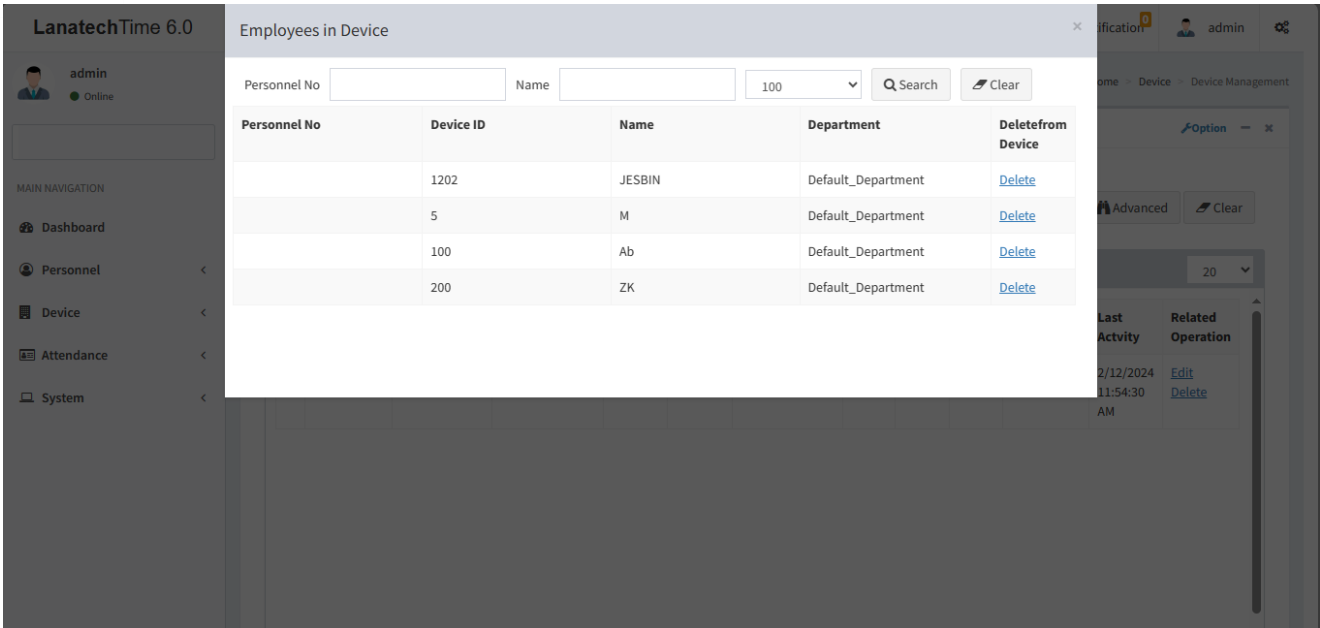 LanatechTime 6.0
Employees in Device
×
ification
0
admin
admin
Online
Personnel No
Name
100
Search
Clear
ome
Device
Device Management
Personnel No
Device ID
Name
Department
Deletefrom
Device
Option
MAIN NAVIGATION
1202
JESBIN
Default_Department
Delete
5
M
Default_Department
Delete
Advanced
Clear
Dashboard
100
Ab
Default_Department
Delete
Personnel
20
200
ZK
Default_Department
Delete
Device
Last
Actvity
Related
Operation
Attendance
System
2/12/2024
11:54:30
AM
Edit
Delete